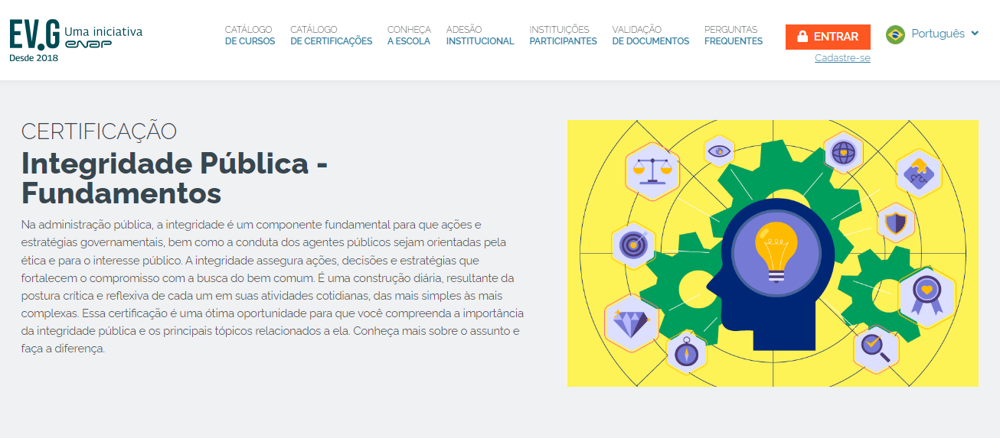 EV.G Uma iniciativa
enap
Desde 2018
CATÁLOGO
DE CURSOS
CATÁLOGO
DE CERTIFICAÇÕES
CONHEÇA
A ESCOLA
ADESÃO
INSTITUCIONAL
INSTITUIÇÕES
PARTICIPANTES
VALIDAÇÃO
DE DOCUMENTOS
PERGUNTAS
FREQUENTES
ENTRAR
Cadastre-se
Português
CERTIFICAÇÃO
Integridade Pública -
Fundamentos
Na administração pública, a integridade é um componente fundamental para que ações e
estratégias governamentais, bem como a conduta dos agentes públicos sejam orientadas pela
ética e para o interesse público. A integridade assegura ações, decisões e estratégias que
fortalecem o compromisso com a busca do bem comum. É uma construção diária, resultante da
postura crítica e reflexiva de cada um em suas atividades cotidianas, das mais simples às mais
complexas. Essa certificação é uma ótima oportunidade para que você compreenda a importância
da integridade pública e os principais tópicos relacionados a ela. Conheça mais sobre o assunto e
faça a diferença.